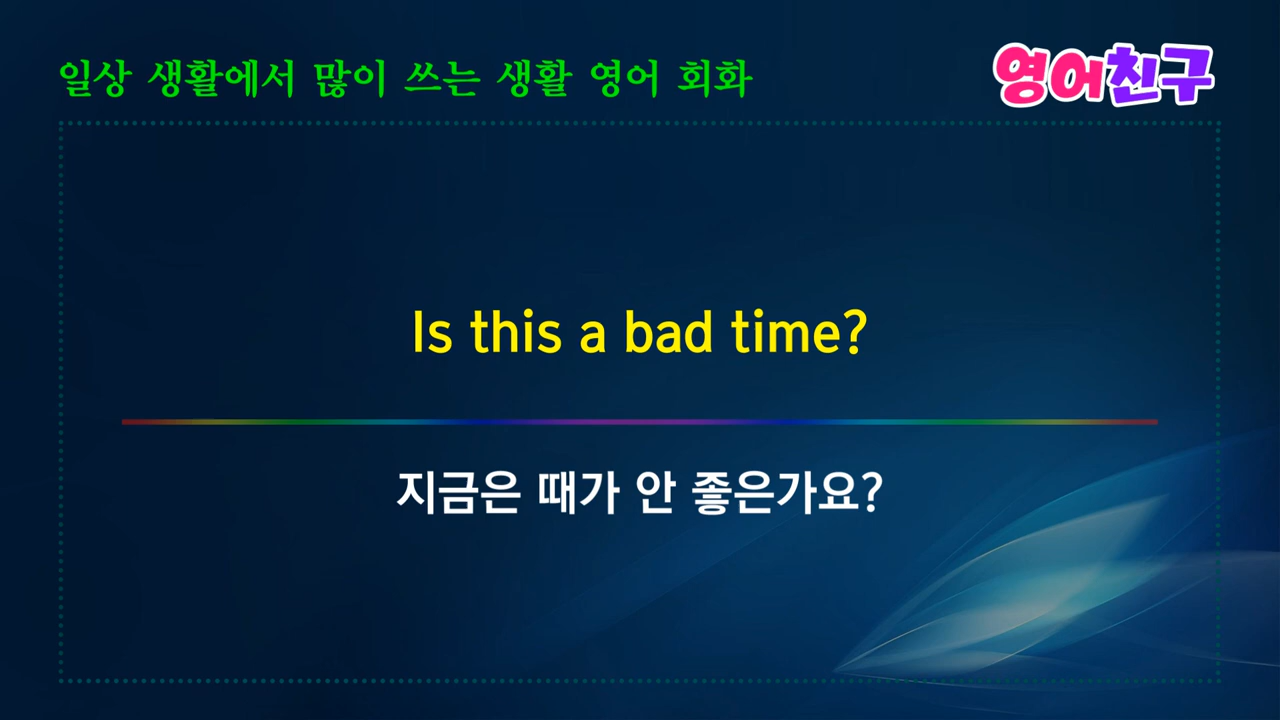 일상 생활에서 많이 쓰는 생활 영어 회화
영어친구
Is this a bad time?
지금은 때가 안 좋은가요?